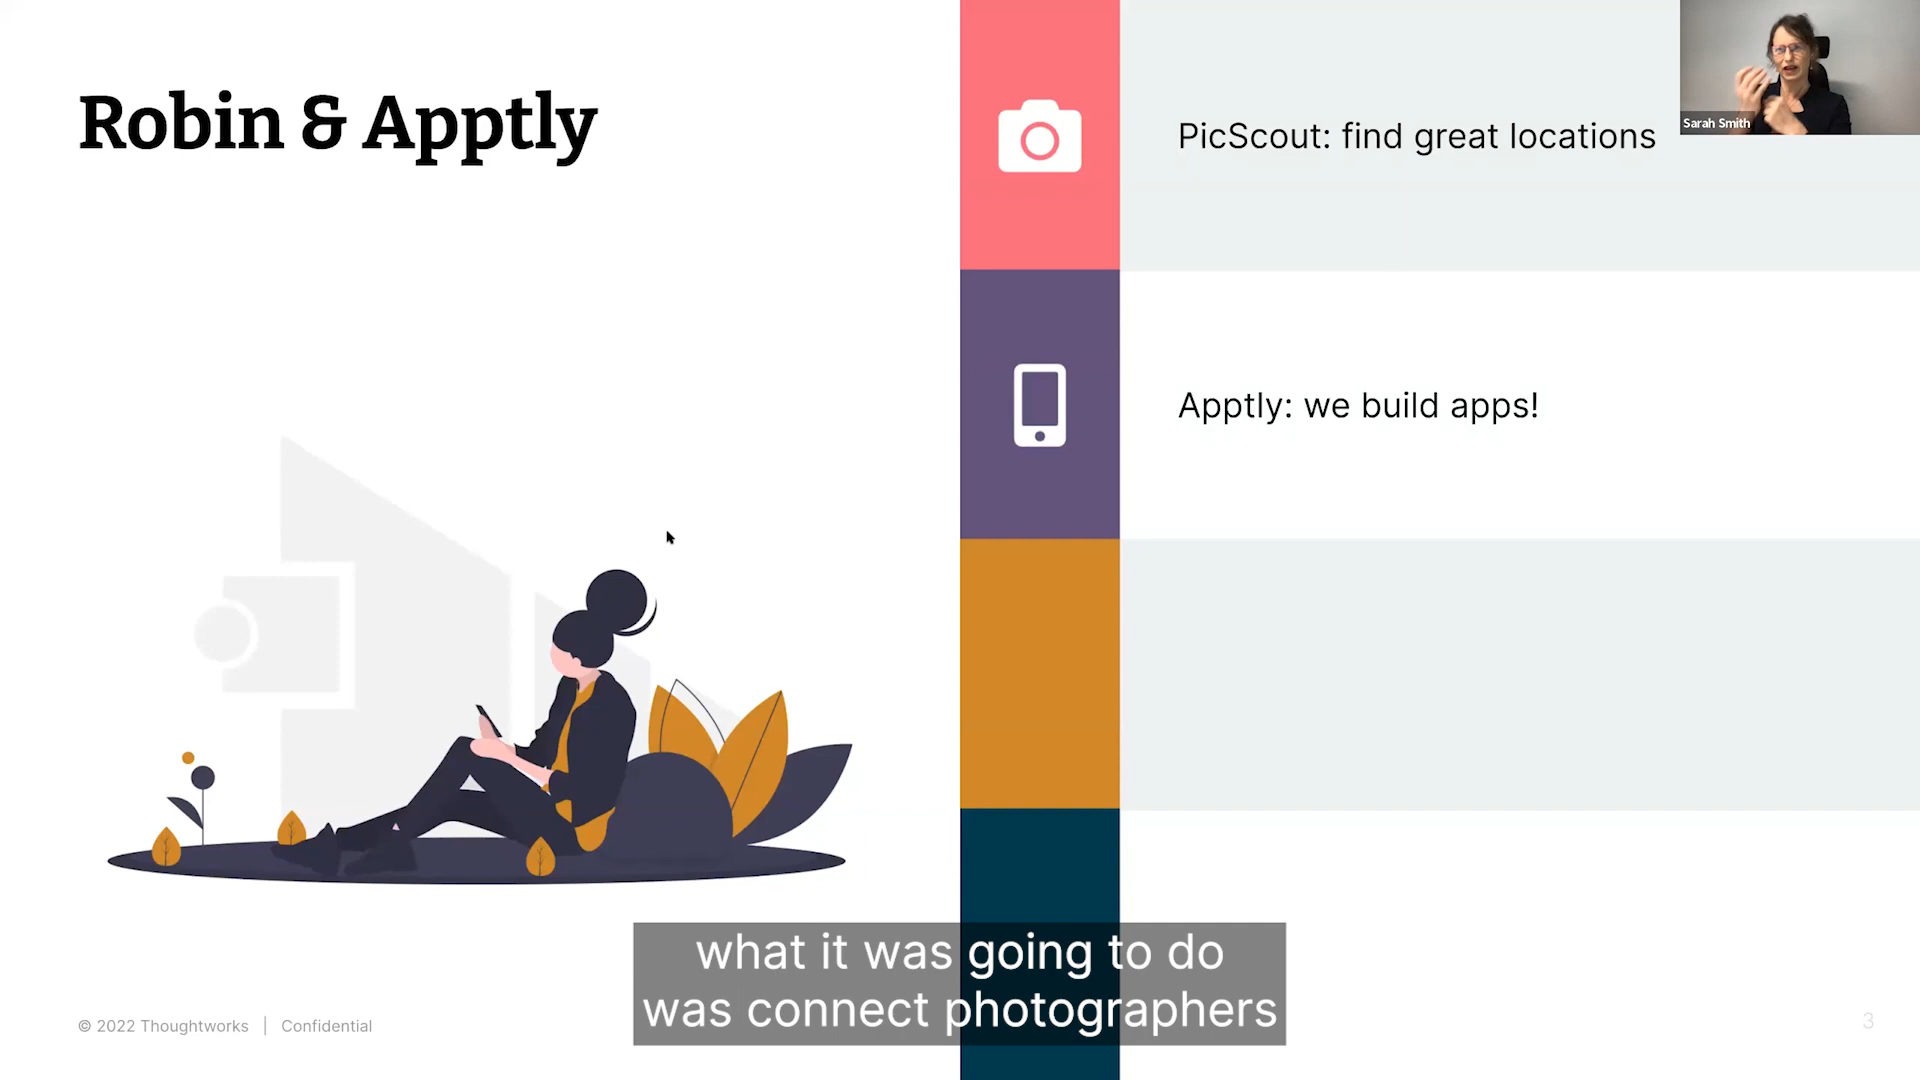 Robin & Apptly
PicScout: find great locations
Sarah Smith
Apptly: we build apps!
what it was going to do
was connect photographers
© 2022 Thoughtworks | Confidential
3